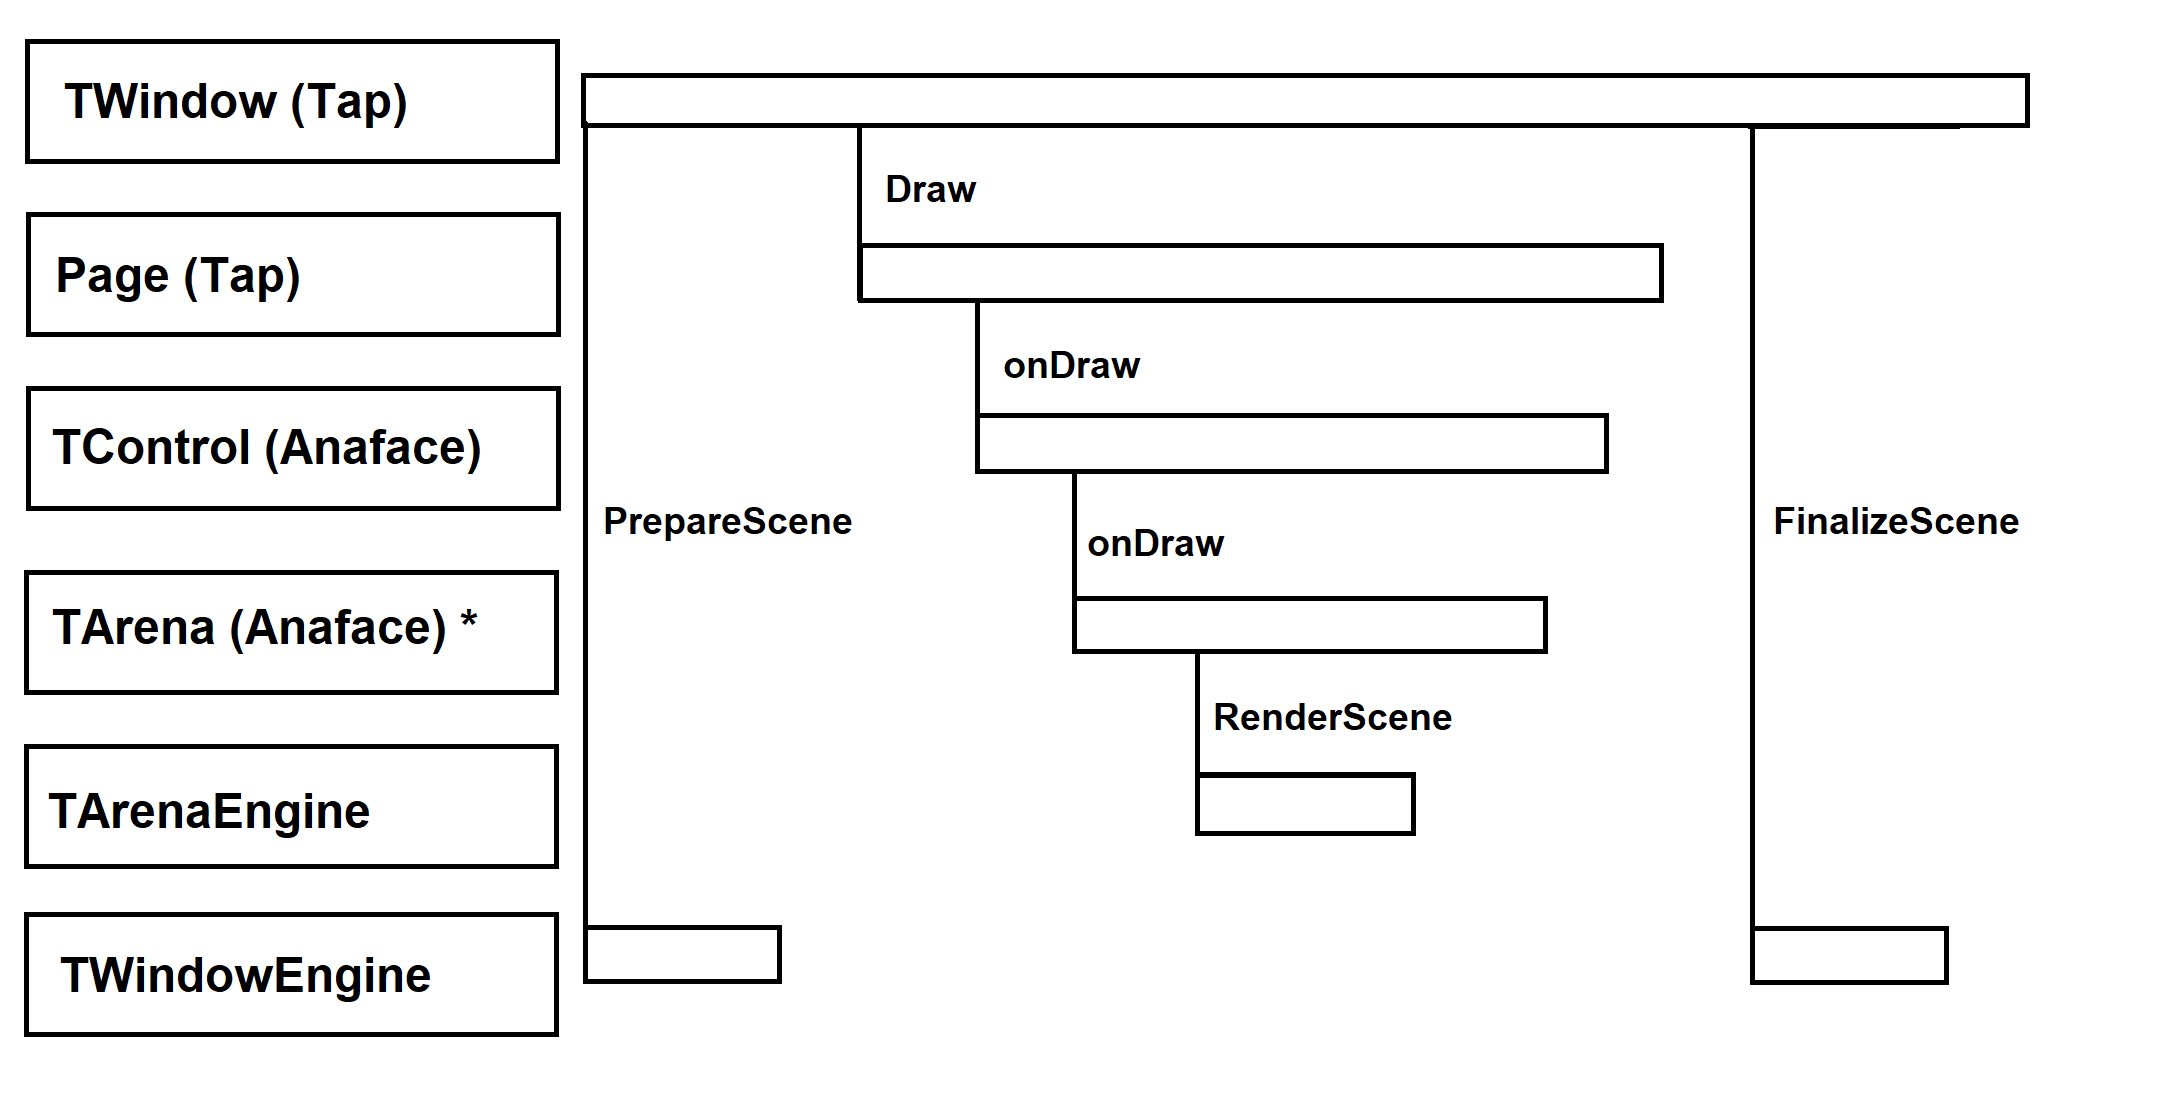 TWindow (Tap)
Draw
Page (Tap)
onDraw
TControl (Anaface)
PrepareScene
FinalizeScene
onDraw
TArena (Anaface) *
RenderScene
TArenaEngine
TWindowEngine